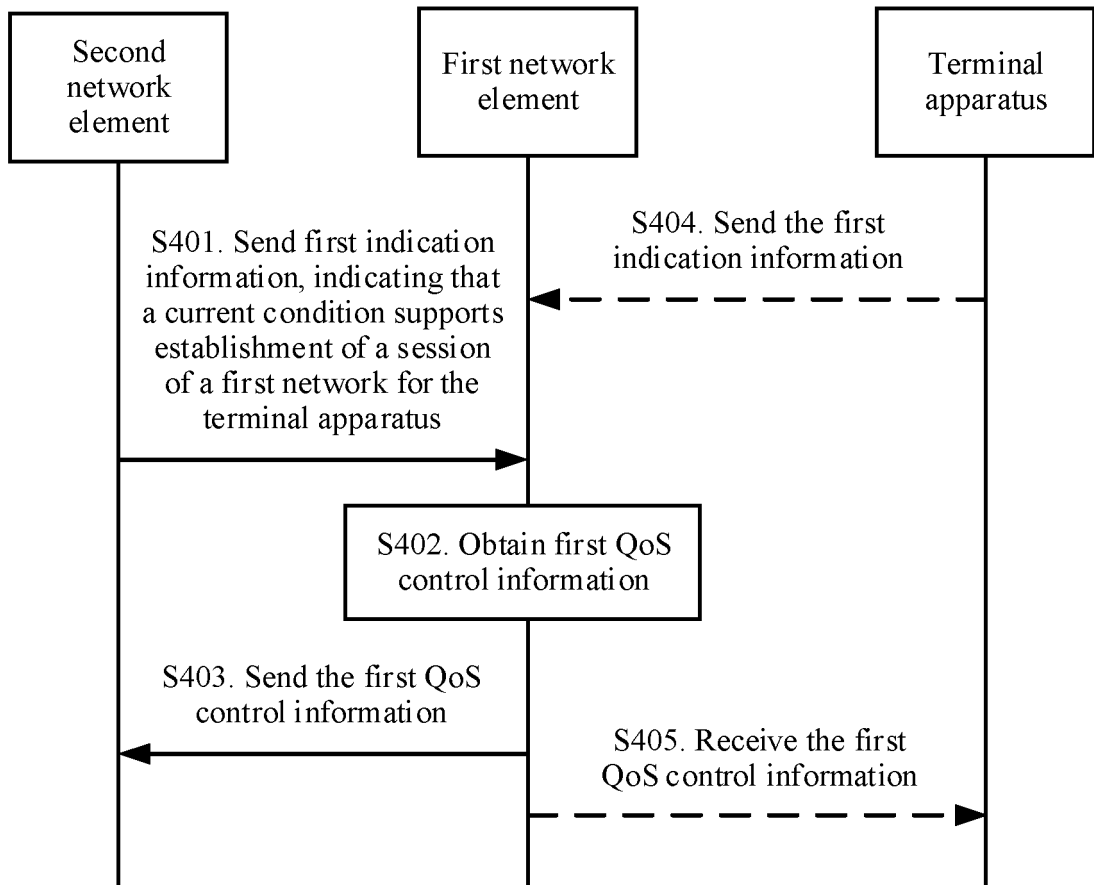 Second
network
element
First network
element
Terminal
apparatus
S401. Send first indication
information, indicating that
a current condition supports
establishment of a session
of a first network for the
terminal apparatus
S404. Send the first
indication information
S402. Obtain first QoS
control information
S403. Send the first QoS
control information
S405. Receive the first
QoS control information